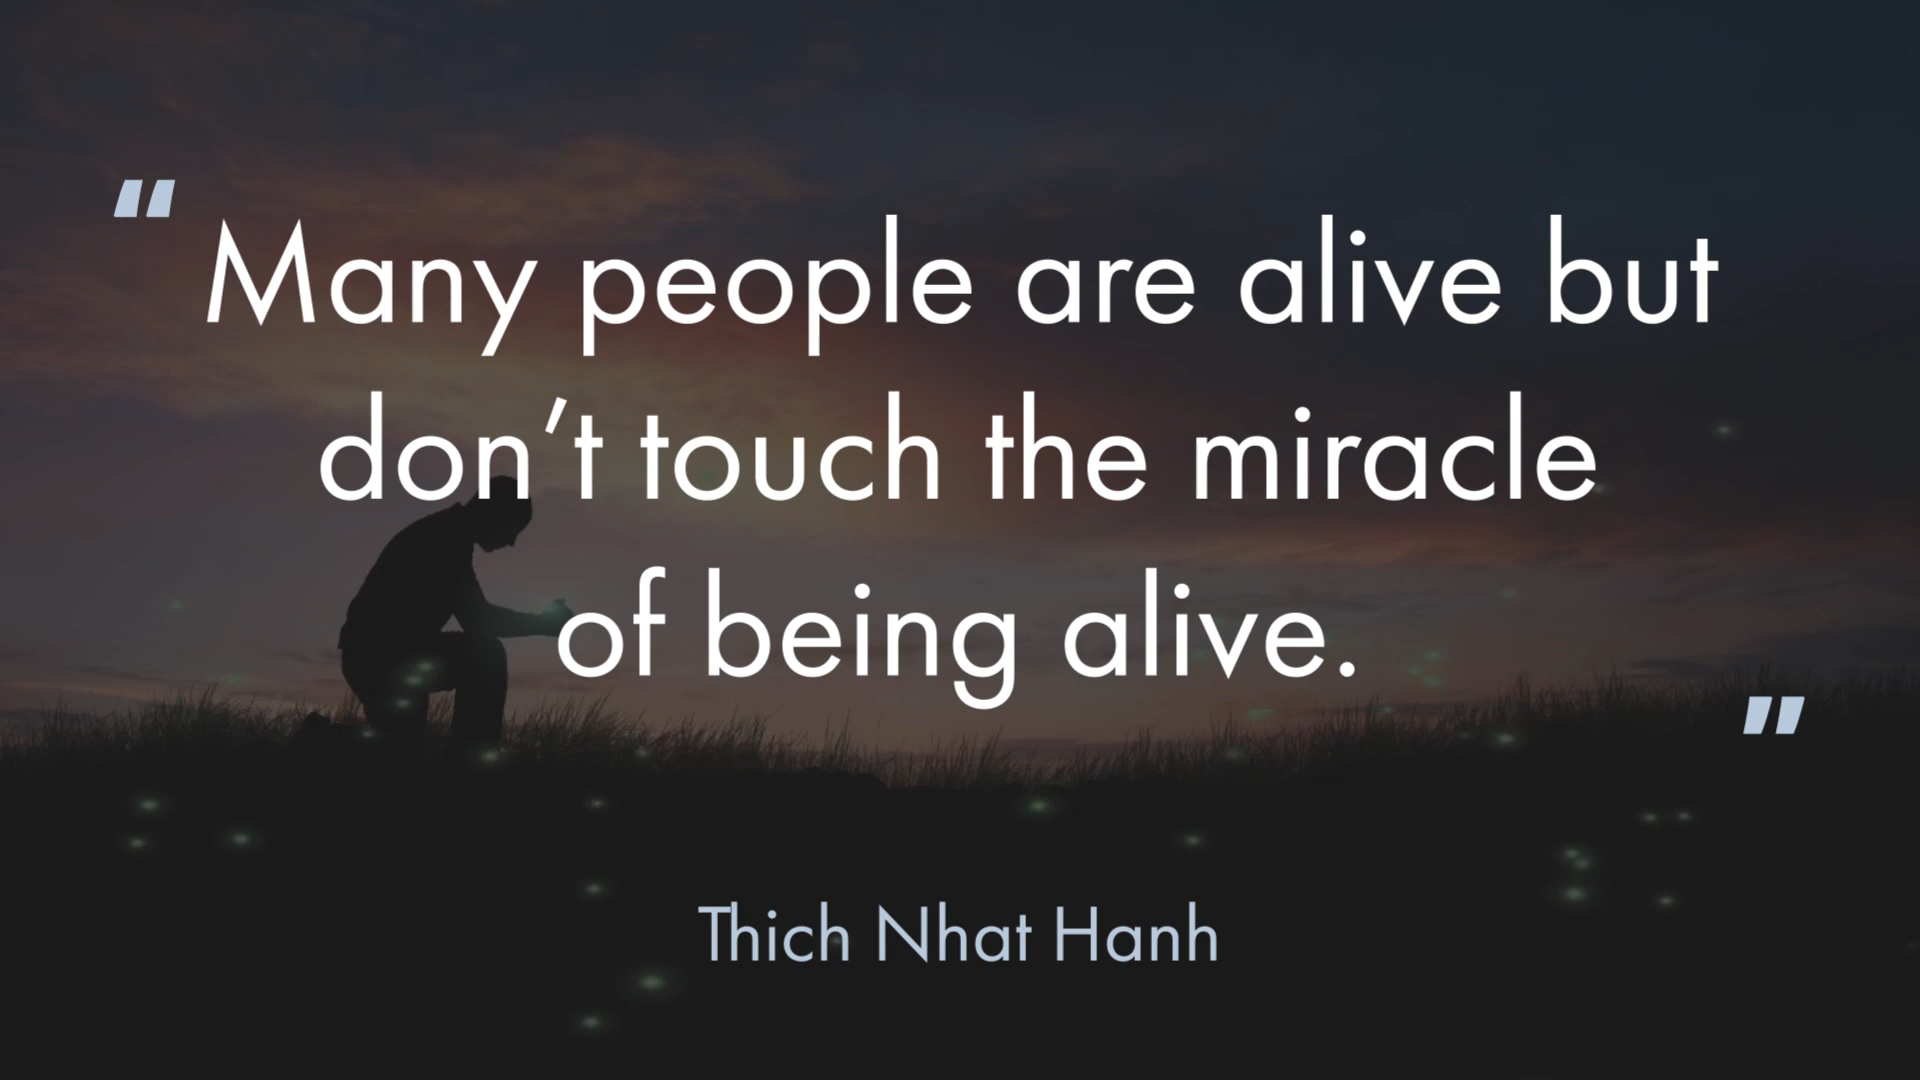 “Many people are alive but
don’t touch the miracle
of being alive.”
Thich Nhat Hanh